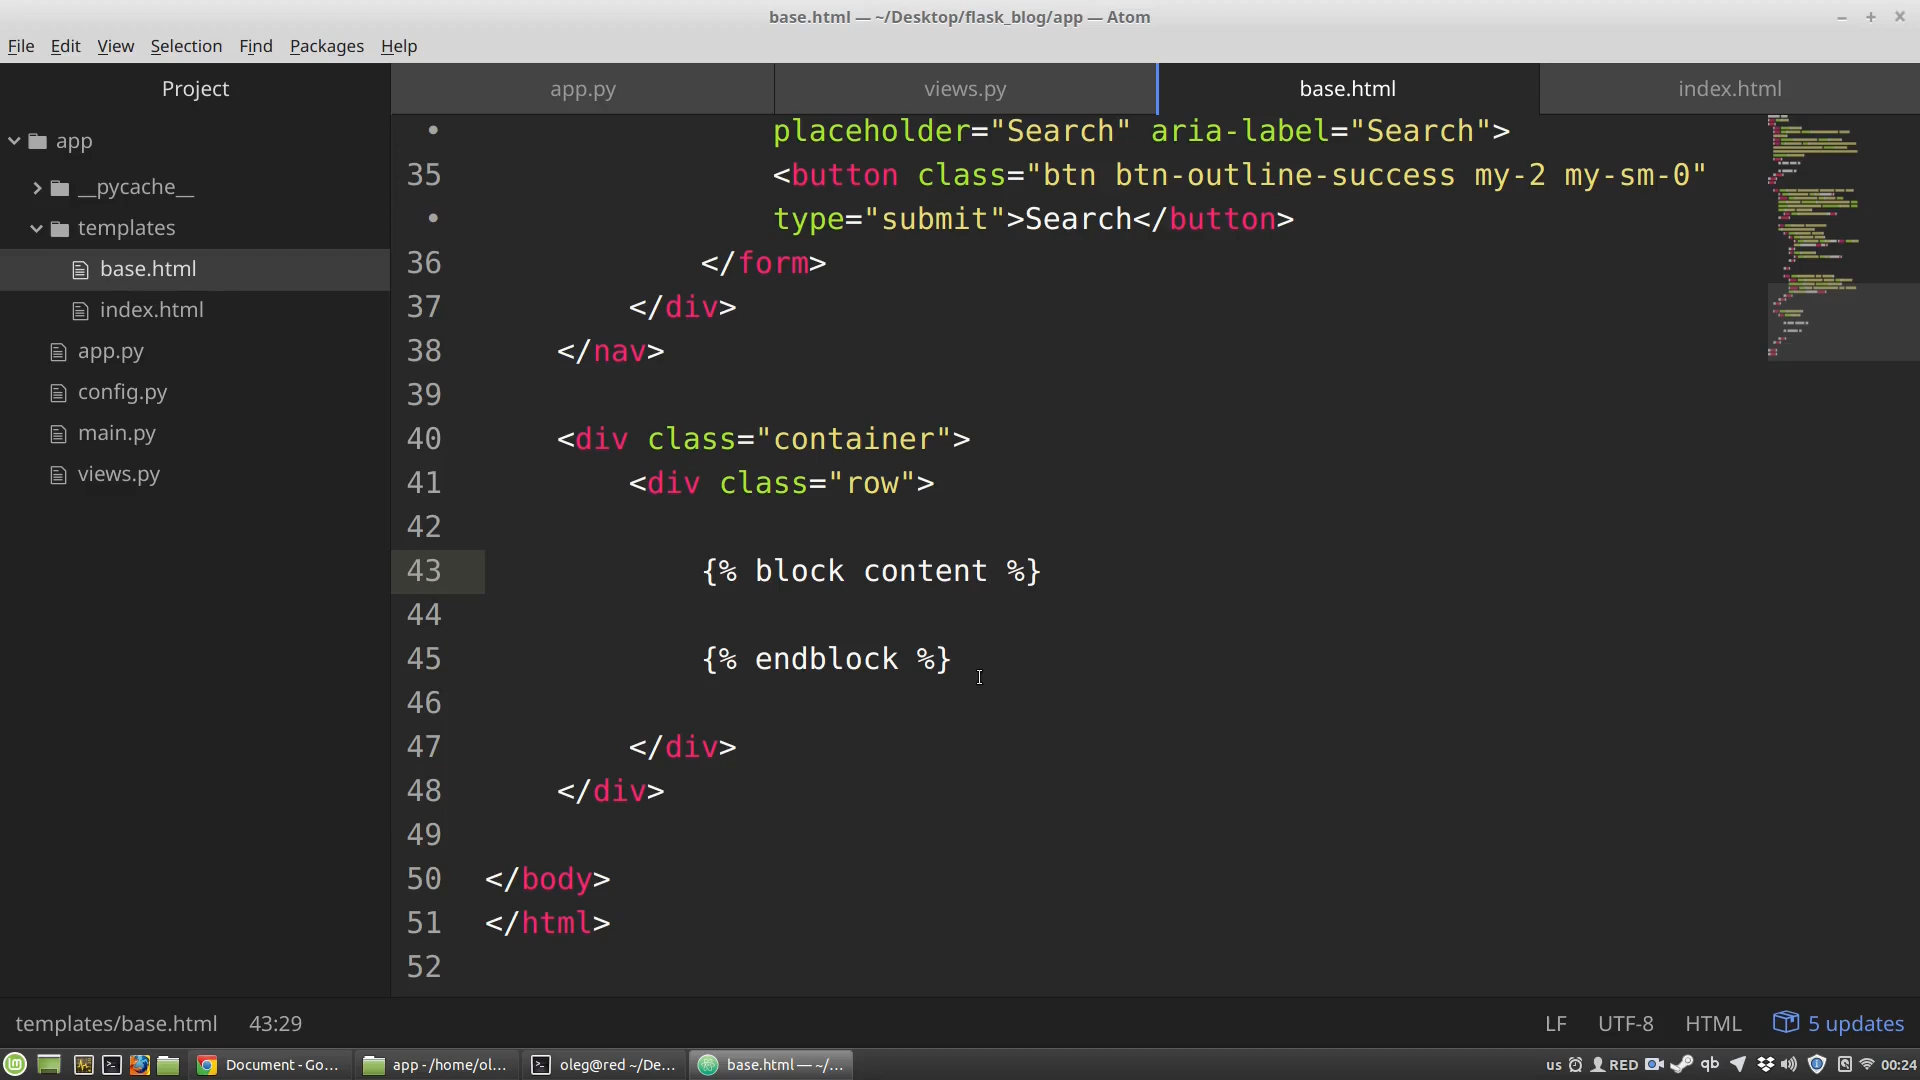 base.html — ~/Desktop/flask_blog/app — Atom
File Edit View Selection Find Packages Help
Project
app.py
views.py
base.html
index.html
app
__pycache__
templates
base.html
index.html
app.py
config.py
main.py
views.py
• placeholder="Search" aria-label="Search">
35 <button class="btn btn-outline-success my-2 my-sm-0"
• type="submit">Search</button>
36 </form>
37 </div>
38 </nav>
39
40 <div class="container">
41 <div class="row">
42
43 {% block content %}
44
45 {% endblock %}
46
47 </div>
48 </div>
49
50 </body>
51 </html>
52
templates/base.html 43:29
LF UTF-8 HTML 5 updates
Document - Go... app - /home/ol... oleg@red ~/De... base.html — ~/... us RED qb 00:24